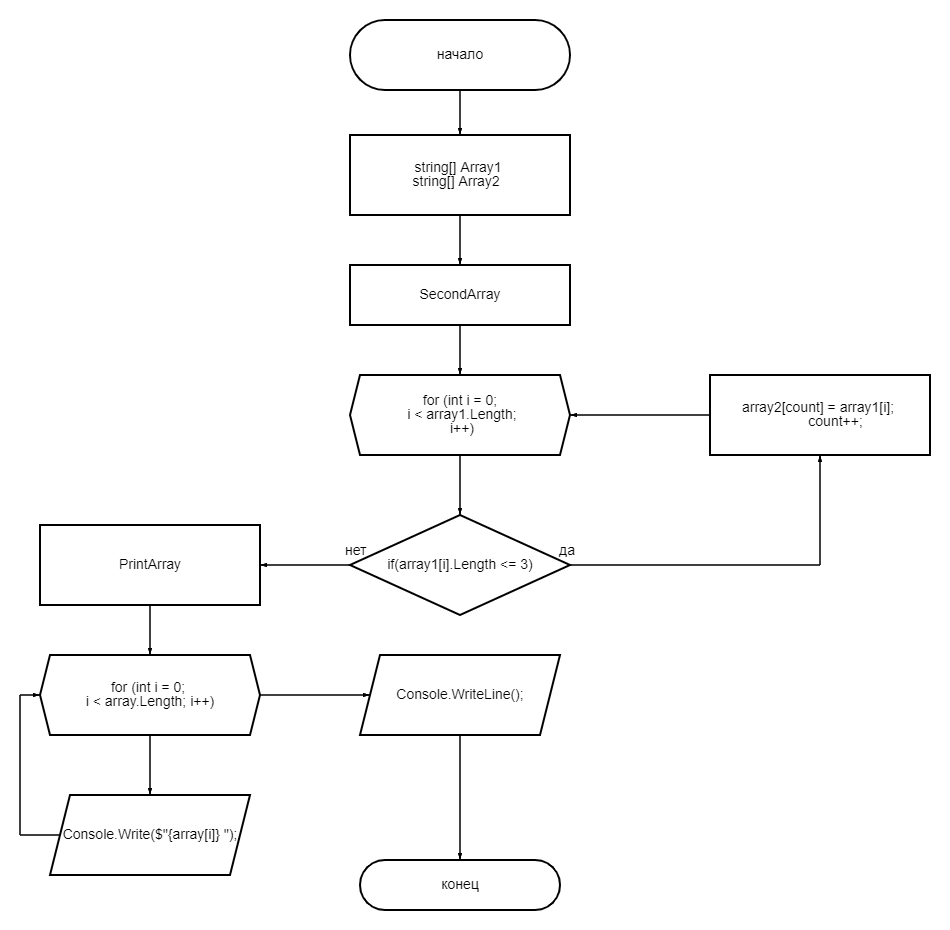 начало
string[] Array1
string[] Array2
SecondArray
for (int i = 0;
i < array1.Length;
i++)
array2[count] = array1[i];
count++;
нет
да
if(array1[i].Length <= 3)
PrintArray
for (int i = 0;
i < array.Length; i++)
Console.WriteLine();
Console.Write($"{array[i]} ");
конец